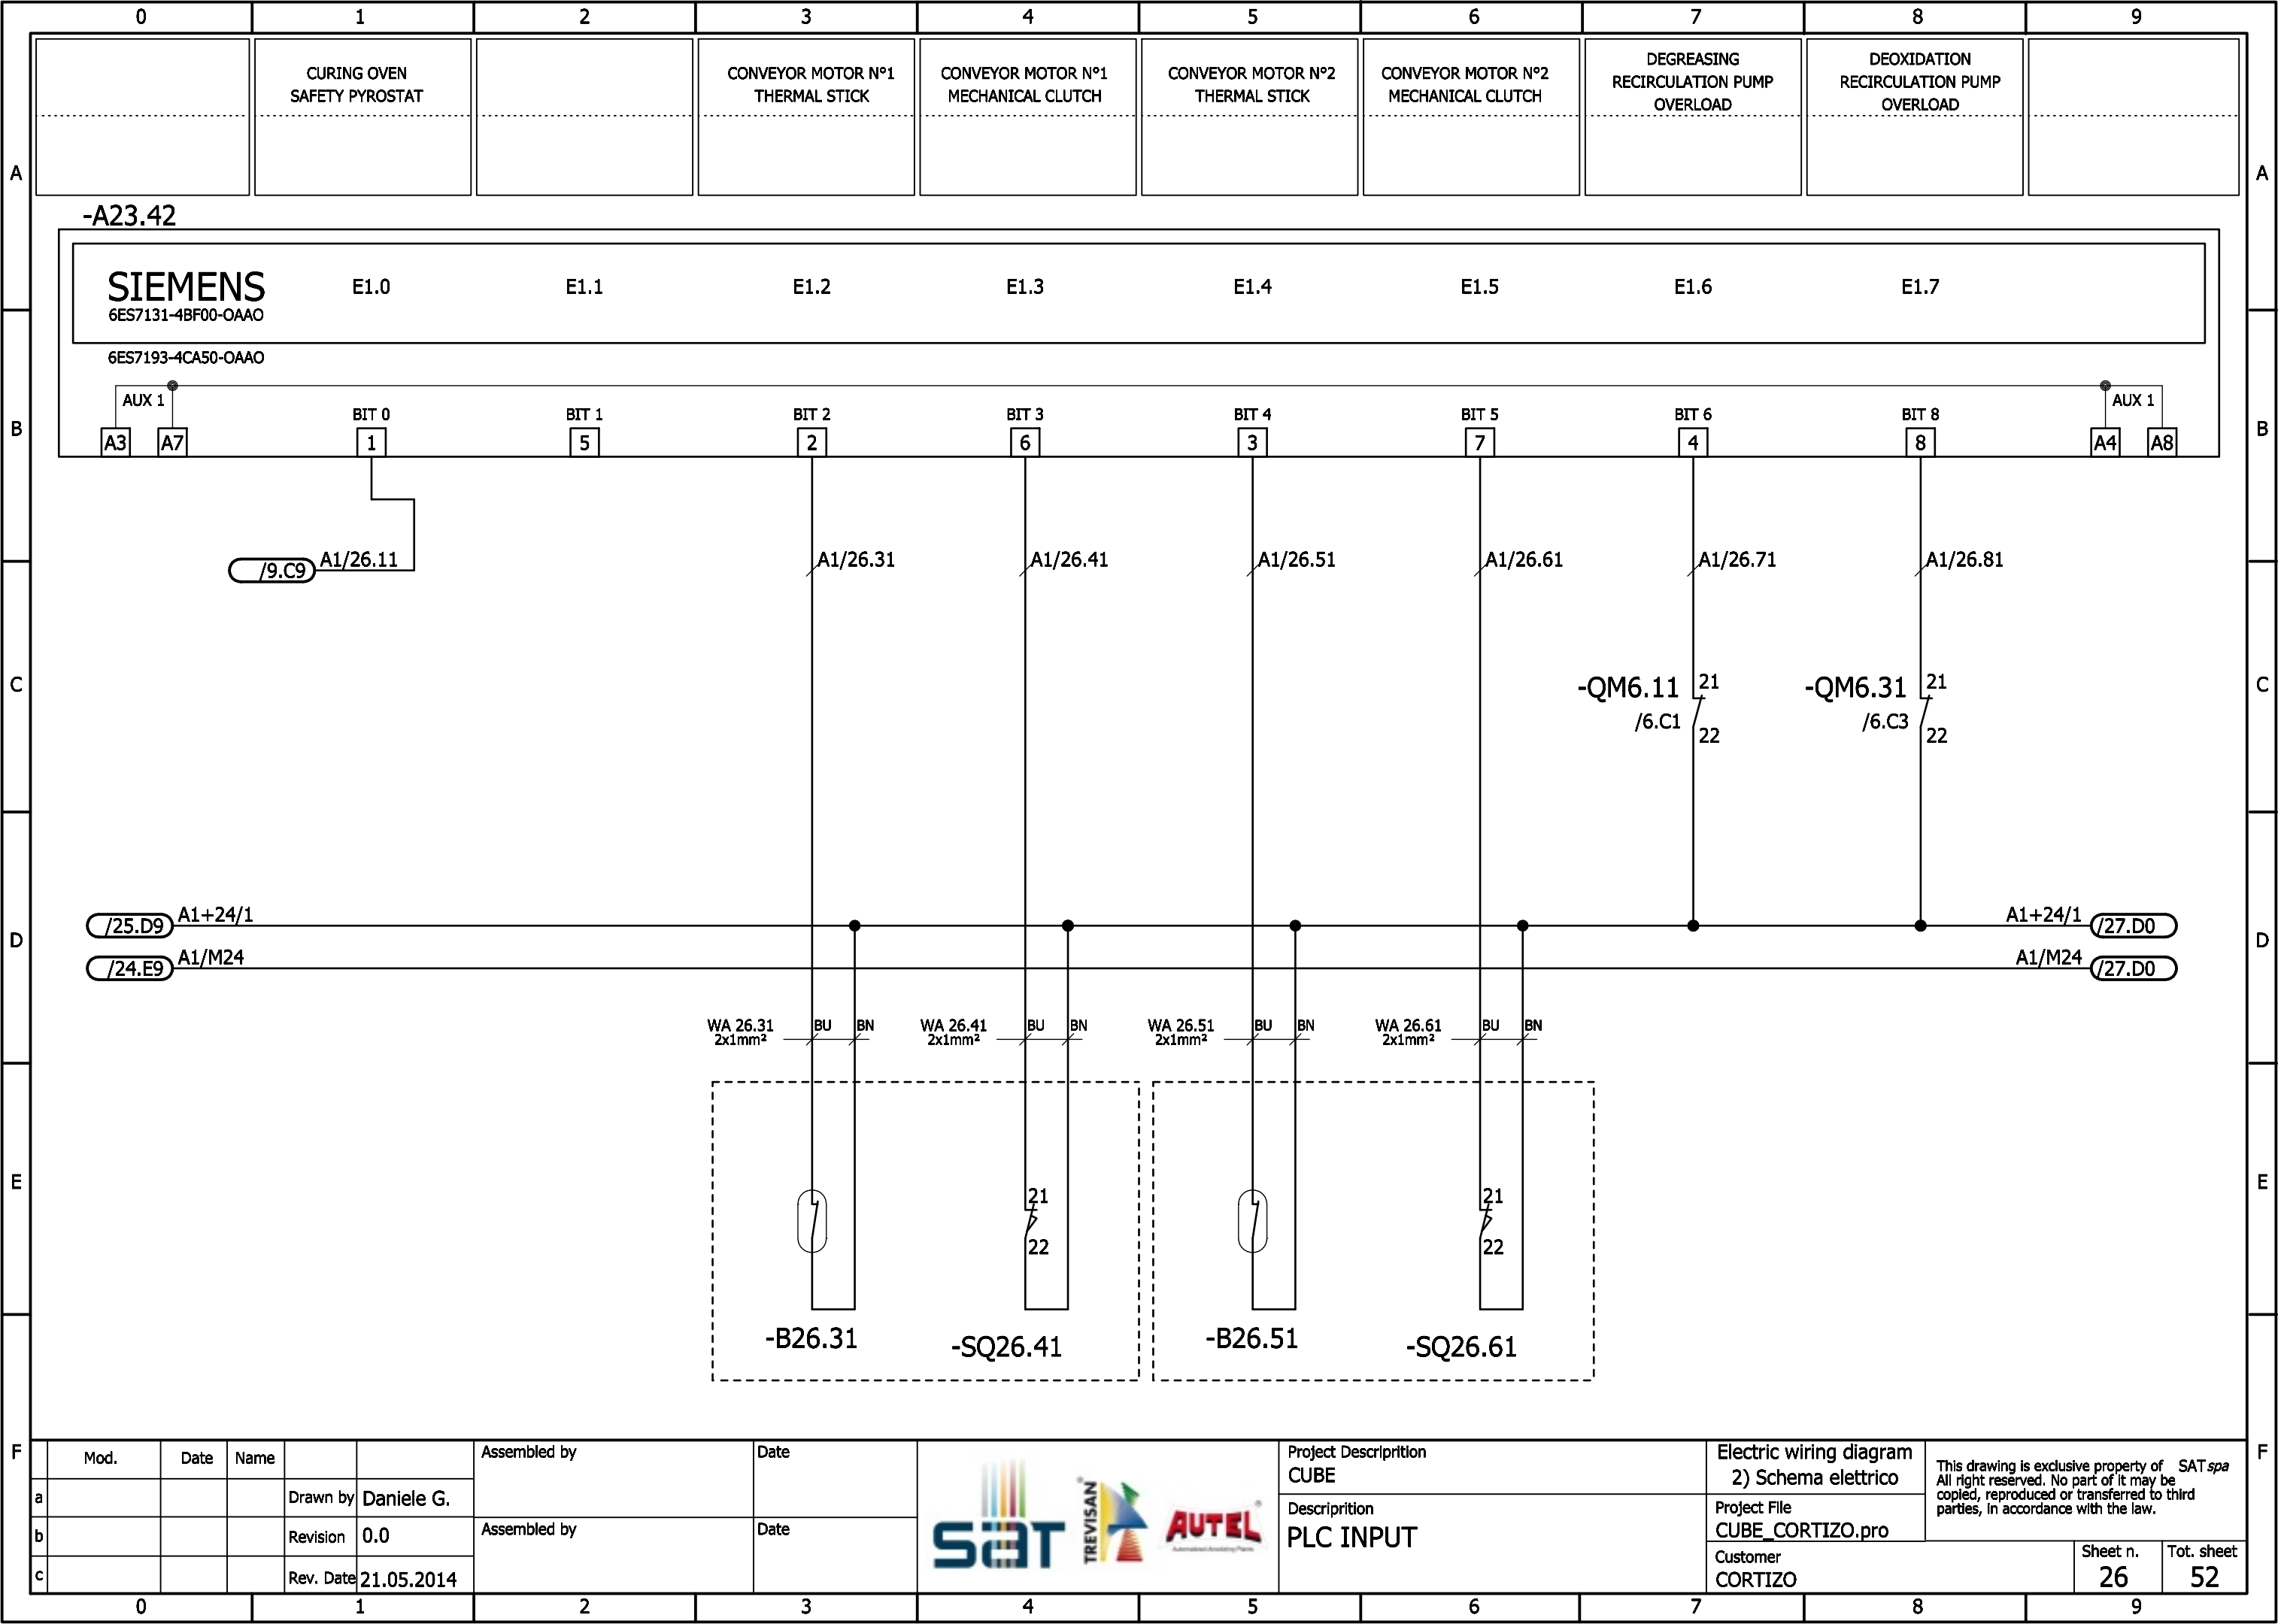 0 1 2 3 4 5 6 7 8 9
CURING OVEN
SAFETY PYROSTAT
CONVEYOR MOTOR N°1
THERMAL STICK
CONVEYOR MOTOR N°1
MECHANICAL CLUTCH
CONVEYOR MOTOR N°2
THERMAL STICK
CONVEYOR MOTOR N°2
MECHANICAL CLUTCH
DEGREASING
RECIRCULATION PUMP
OVERLOAD
DEOXIDATION
RECIRCULATION PUMP
OVERLOAD
A A
-A23.42
SIEMENS E1.0 E1.1 E1.2 E1.3 E1.4 E1.5 E1.6 E1.7
6ES7131-4BF00-OAAO
6ES7193-4CA50-OAAO
AUX 1 AUX 1
BIT 0 BIT 1 BIT 2 BIT 3 BIT 4 BIT 5 BIT 6 BIT 8
B B
A3 A7 1 5 2 6 3 7 4 8 A4 A8
/9.C9 A1/26.11 A1/26.31 A1/26.41 A1/26.51 A1/26.61 A1/26.71 A1/26.81
C C
-QM6.11 21
/6.C1
22
-QM6.31 21
/6.C3
22
/25.D9 A1+24/1 A1+24/1 /27.D0
D D
/24.E9 A1/M24 A1/M24 /27.D0
WA 26.31 BU BN
2x1mm²
WA 26.41 BU BN
2x1mm²
WA 26.51 BU BN
2x1mm²
WA 26.61 BU BN
2x1mm²
E E
21 21
22 22
-B26.31 -SQ26.41 -B26.51 -SQ26.61
F F
Mod. Date Name
a Drawn by Daniele G.
b Revision 0.0
c Rev. Date 21.05.2014
Assembled by Date
Assembled by Date
sat
TREVISAN
®
AUTEL
®
Project Descriprition
CUBE
Descriprition
PLC INPUT
Electric wiring diagram
2) Schema elettrico
Project File
CUBE_CORTIZO.pro
Customer
CORTIZO
This drawing is exclusive property of SATspa
All right reserved. No part of it may be
copied, reproduced or transferred to third
parties, in accordance with the law.
Sheet n. Tot. sheet
26 52
0 1 2 3 4 5 6 7 8 9